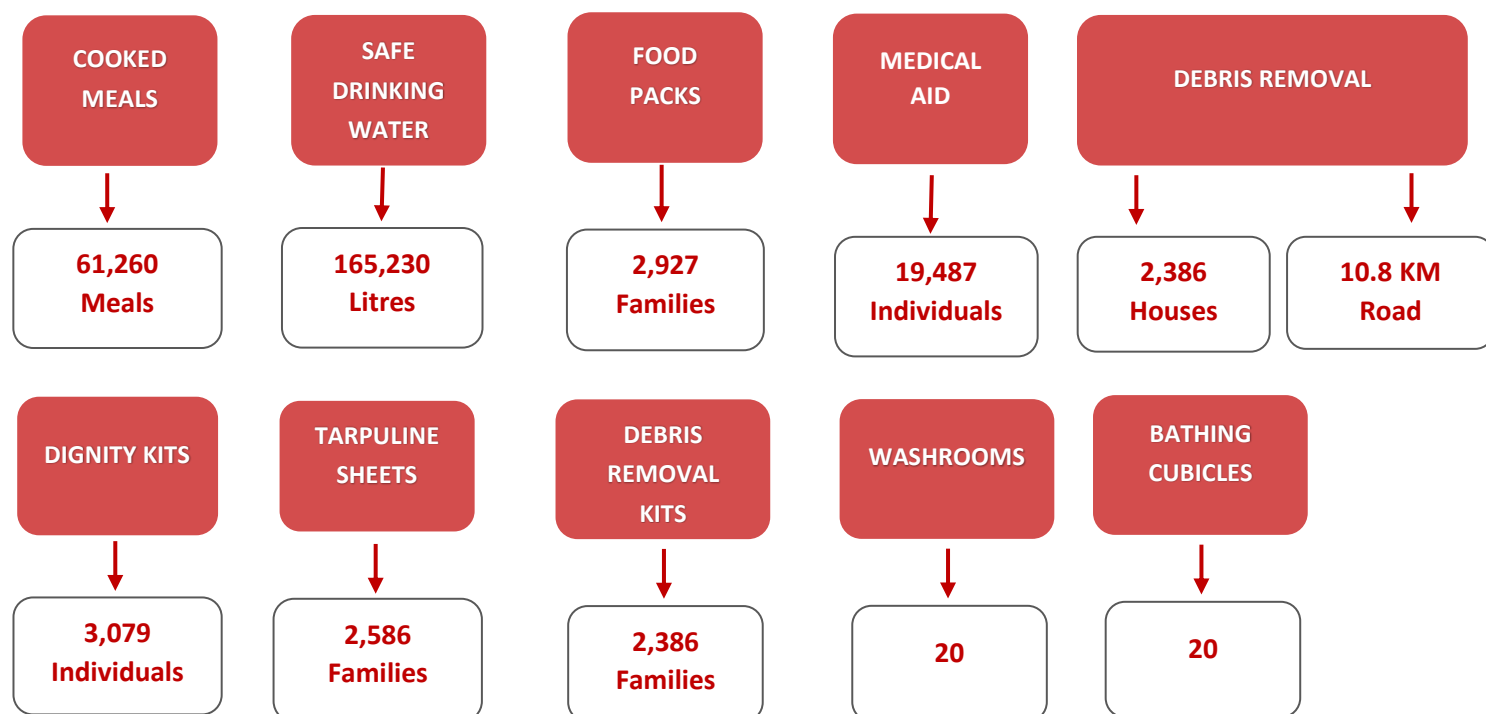 COOKED
MEALS
SAFE
DRINKING
WATER
FOOD
PACKS
MEDICAL
AID
DEBRIS REMOVAL
61,260
Meals
165,230
Litres
2,927
Families
19,487
Individuals
2,386
Houses
10.8 KM
Road
DIGNITY KITS
TARPULINE
SHEETS
DEBRIS
REMOVAL
KITS
WASHROOMS
BATHING
CUBICLES
3,079
Individuals
2,586
Families
2,386
Families
20
20